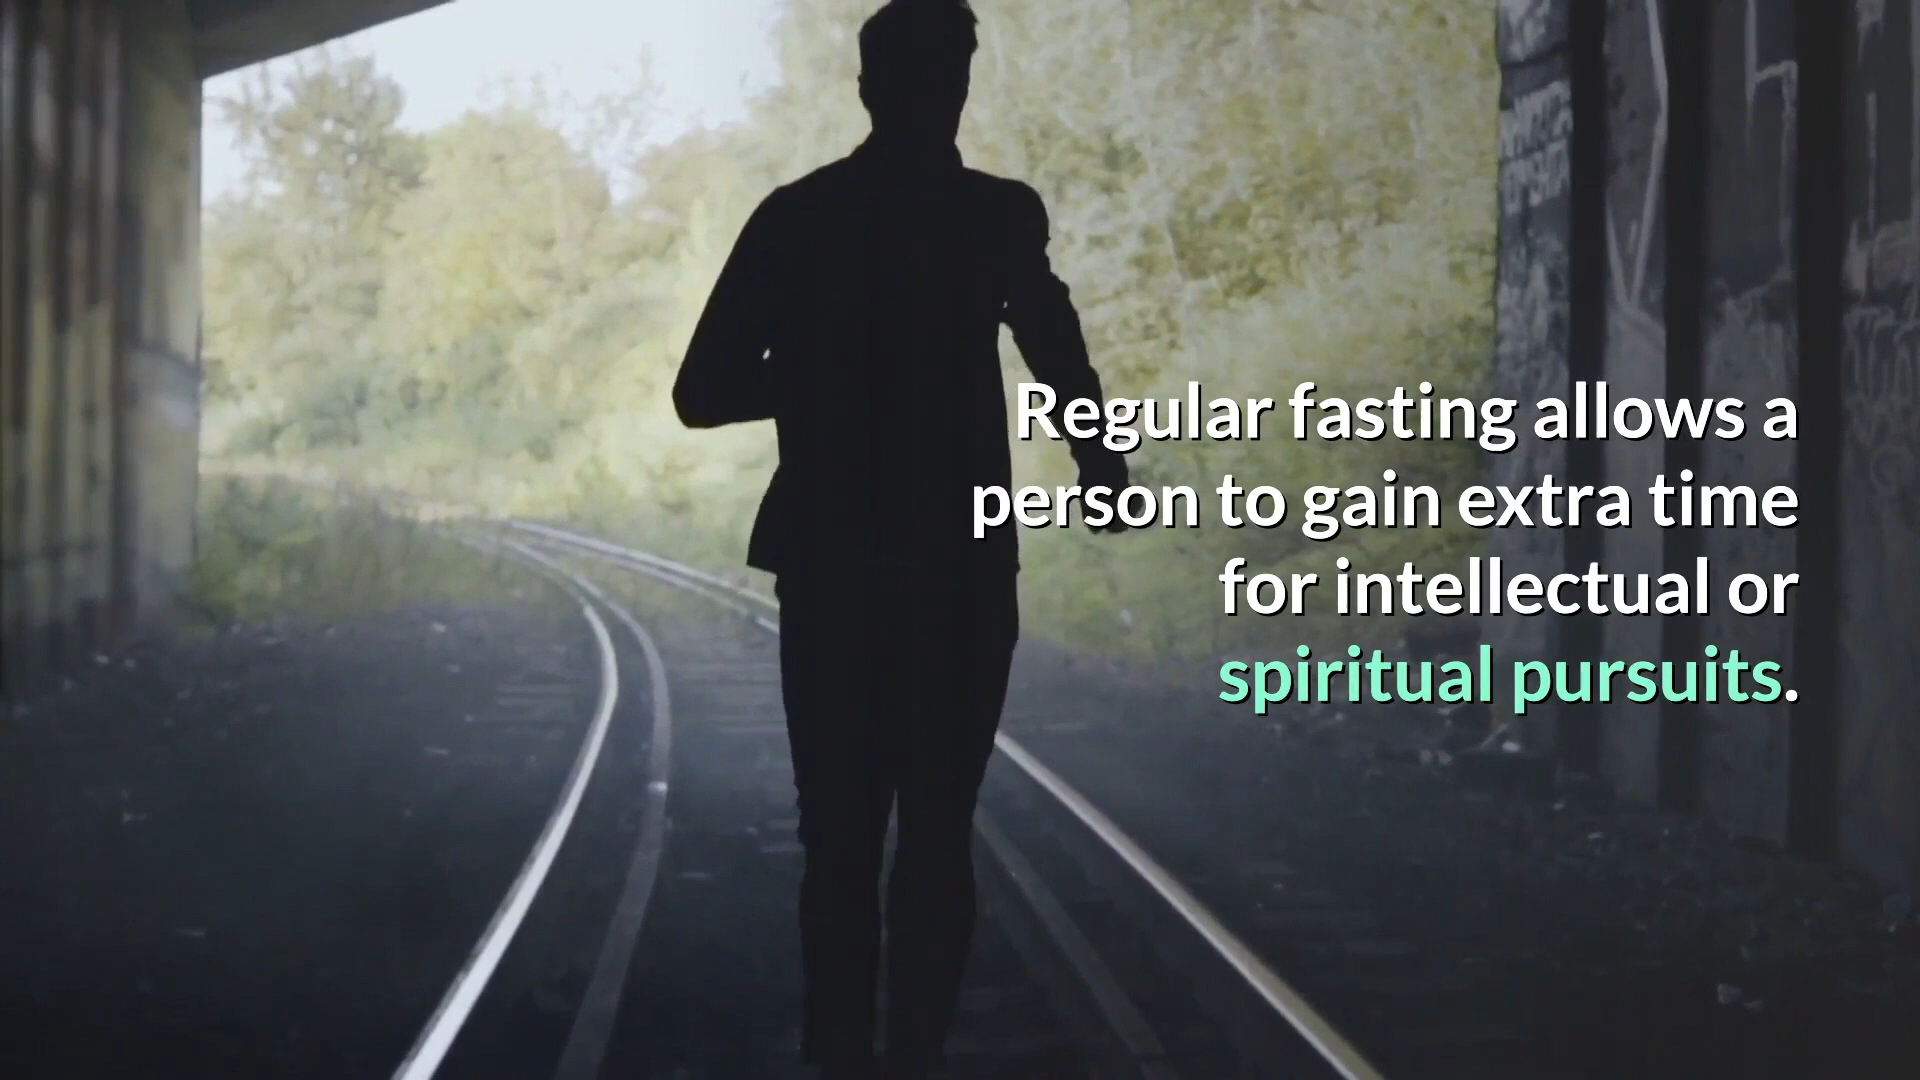 Regular fasting allows a
person to gain extra time
for intellectual or
spiritual pursuits.